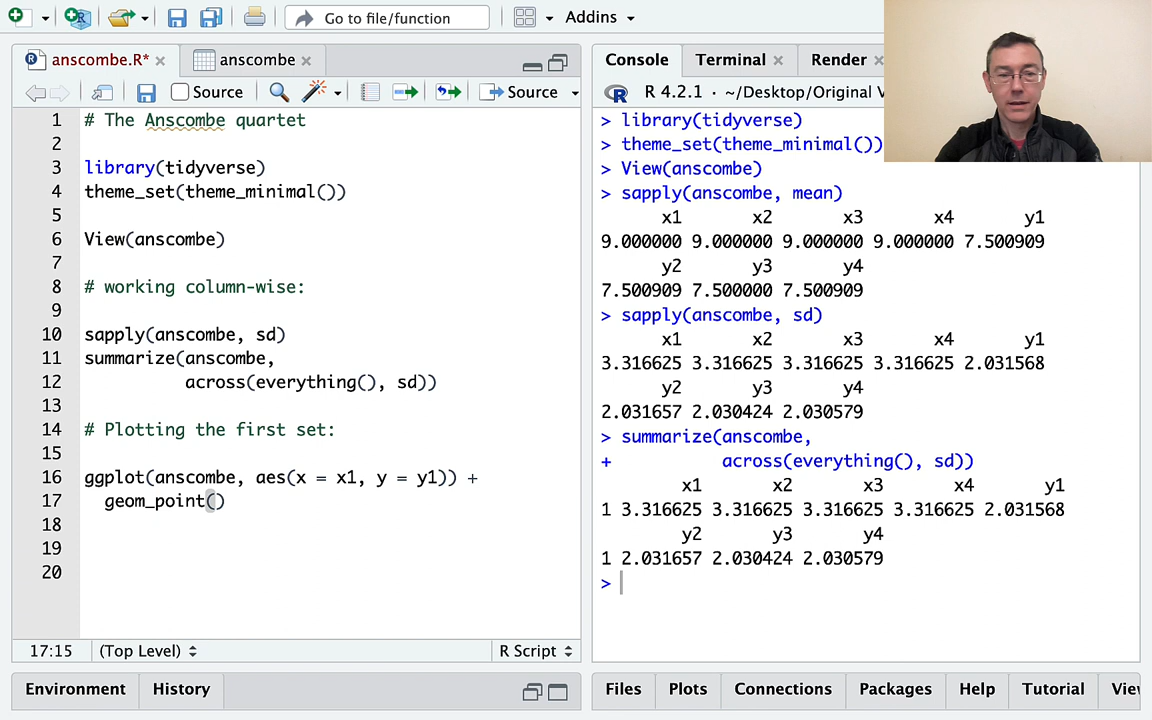 Go to file/function
Addins
anscombe.R*
anscombe
Source
Source
1 # The Anscombe quartet
2
3 library(tidyverse)
4 theme_set(theme_minimal())
5
6 View(anscombe)
7
8 # working column-wise:
9
10 sapply(anscombe, sd)
11 summarize(anscombe,
12 across(everything(), sd))
13
14 # Plotting the first set:
15
16 ggplot(anscombe, aes(x = x1, y = y1)) +
17 geom_point()
18
19
20
17:15 (Top Level) R Script
Environment History
Console Terminal Render
R 4.2.1 · ~/Desktop/Original V
> library(tidyverse)
> theme_set(theme_minimal())
> View(anscombe)
> sapply(anscombe, mean)
x1 x2 x3 x4 y1
9.000000 9.000000 9.000000 9.000000 7.500909
y2 y3 y4
7.500909 7.500000 7.500909
> sapply(anscombe, sd)
x1 x2 x3 x4 y1
3.316625 3.316625 3.316625 3.316625 2.031568
y2 y3 y4
2.031657 2.030424 2.030579
> summarize(anscombe,
+ across(everything(), sd))
x1 x2 x3 x4 y1
1 3.316625 3.316625 3.316625 3.316625 2.031568
y2 y3 y4
1 2.031657 2.030424 2.030579
>
Files Plots Connections Packages Help Tutorial View